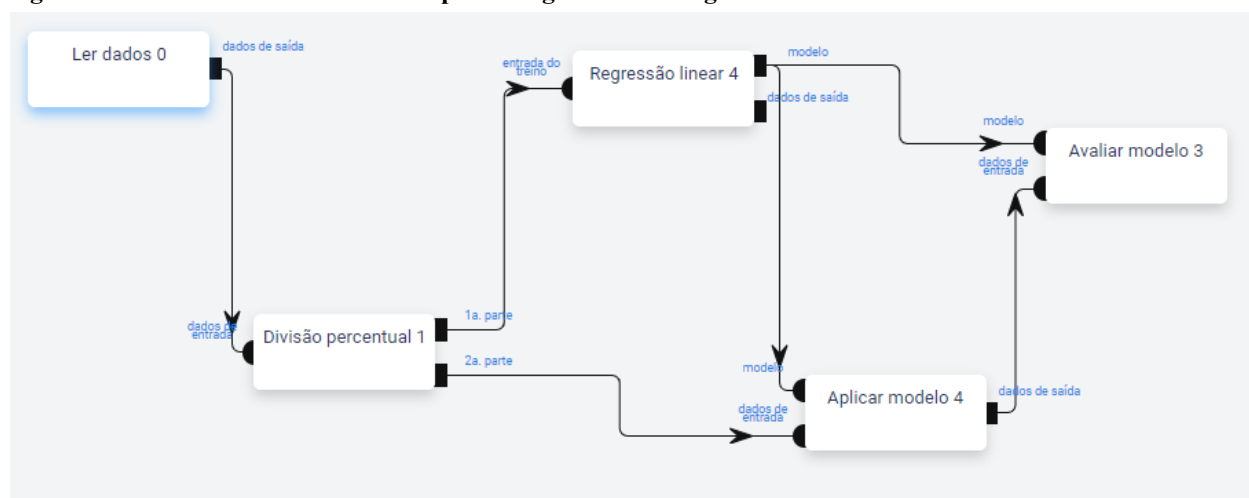 Ler dados 0
dados de saída
dados de
entrada
Divisão percentual 1
1a. parte
2a. parte
entrada do
treino
Regressão linear 4
modelo
dados de saída
modelo
dados de
entrada
Aplicar modelo 4
dados de saída
modelo
dados de
entrada
Avaliar modelo 3